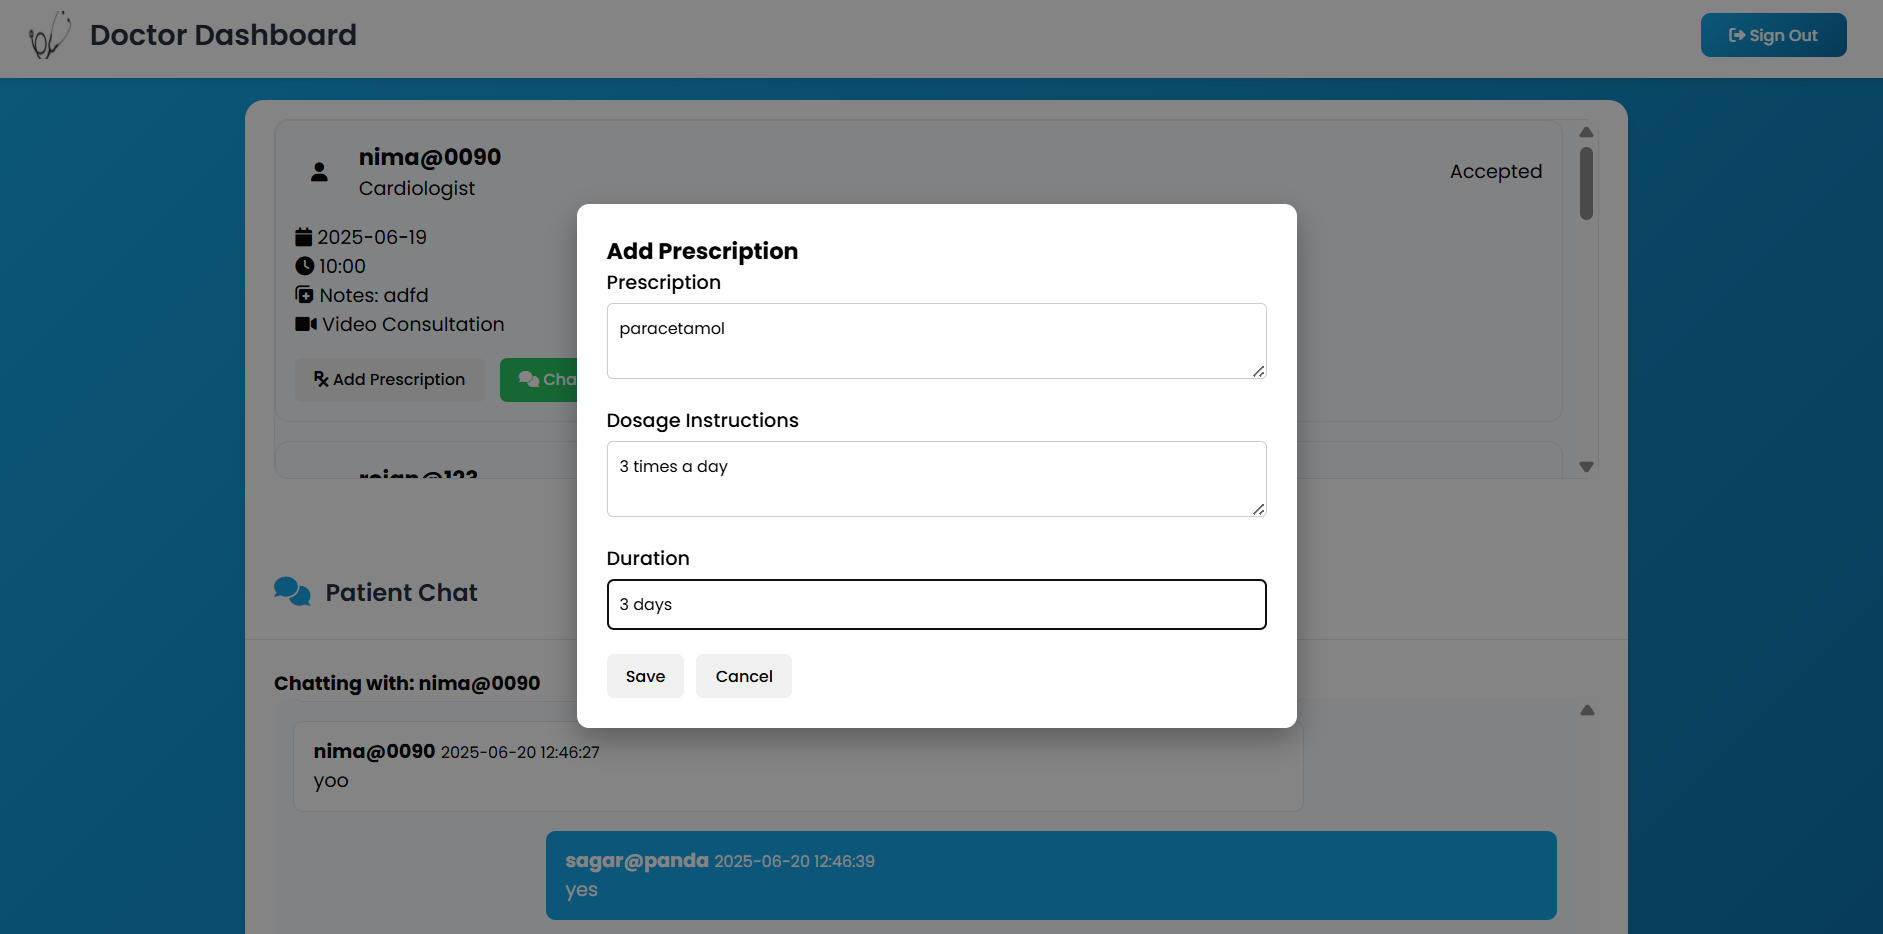 Doctor Dashboard
Sign Out
nima@0090
Cardiologist
Accepted
2025-06-19
10:00
Notes: adfd
Video Consultation
Add Prescription
Add Prescription
Prescription
paracetamol
Dosage Instructions
3 times a day
Duration
3 days
Save
Cancel
Patient Chat
Chatting with: nima@0090
nima@0090 2025-06-20 12:46:27
yoo
sagar@panda 2025-06-20 12:46:39
yes